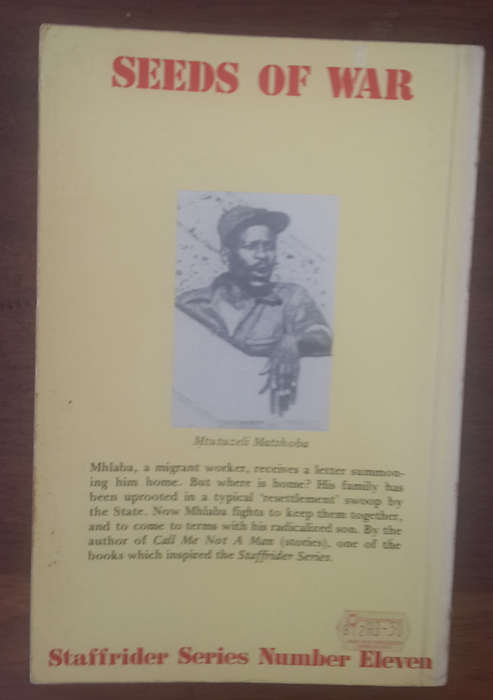 SEEDS OF WAR
Mtutuzeli Matshoba
Mhlaba, a migrant worker, receives a letter summon-
ing him home. But where is home? His family has
been uprooted in a typical 'resettlement' swoop by
the State. Now Mhlaba fights to keep them together,
and to come to terms with his radicalized son. By the
author of Call Me Not A Man (stories), one of the
books which inspired the Staffrider Series.
Staffrider Series Number Eleven